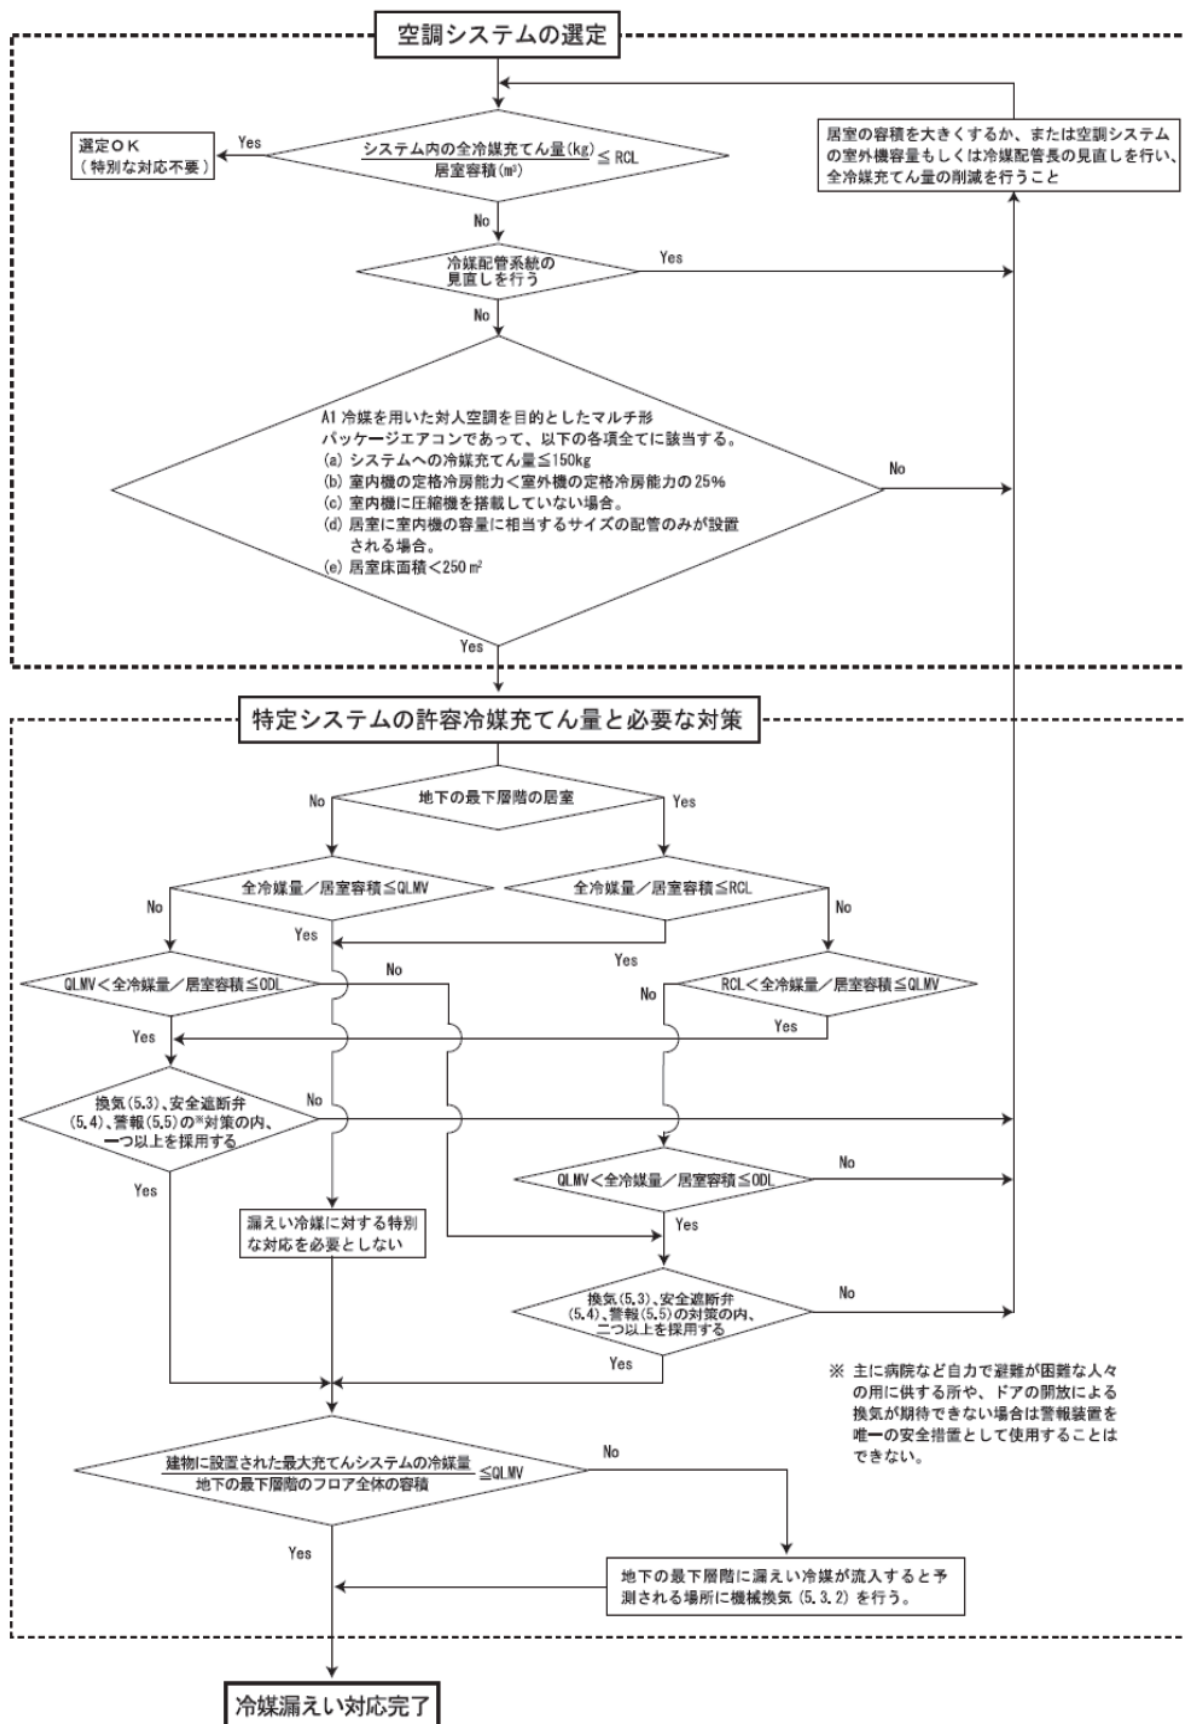 空調システムの選定
選定OK
(特別な対応不要)
Yes
システム内の全冷媒充てん量(kg)
居室容積(m³)
≦ RCL
居室の容積を大きくするか、または空調システム
の室外機容量もしくは冷媒配管長の見直しを行い、
全冷媒充てん量の削減を行うこと
No
冷媒配管系統の
見直しを行う
Yes
No
A1 冷媒を用いた対人空調を目的としたマルチ形
パッケージエアコンであって、以下の各項全てに該当する。
(a) システムへの冷媒充てん量≦150kg
(b) 室内機の定格冷房能力<室外機の定格冷房能力の25%
(c) 室内機に圧縮機を搭載していない場合。
(d) 居室に室内機の容量に相当するサイズの配管のみが設置
される場合。
(e) 居室床面積<250㎡
No
Yes
特定システムの許容冷媒充てん量と必要な対策
地下の最下層階の居室
No
Yes
全冷媒量/居室容積≦QLMV
全冷媒量/居室容積≦RCL
No
Yes
Yes
No
QLMV<全冷媒量/居室容積≦ODL
No
RCL<全冷媒量/居室容積≦QLMV
No
Yes
Yes
換気(5.3)、安全遮断弁
(5.4)、警報(5.5)の※対策の内、
一つ以上を採用する
No
Yes
QLMV<全冷媒量/居室容積≦ODL
No
Yes
漏えい冷媒に対する特別
な対応を必要としない
換気(5.3)、安全遮断弁
(5.4)、警報(5.5)の対策の内、
二つ以上を採用する
No
Yes
※ 主に病院など自力で避難が困難な人々
の用に供する所や、ドアの開放による
換気が期待できない場合は警報装置を
唯一の安全措置として使用することは
できない。
建物に設置された最大充てんシステムの冷媒量
地下の最下層階のフロア全体の容積
≦QLMV
No
Yes
地下の最下層階に漏えい冷媒が流入すると予
測される場所に機械換気(5.3.2)を行う。
冷媒漏えい対応完了